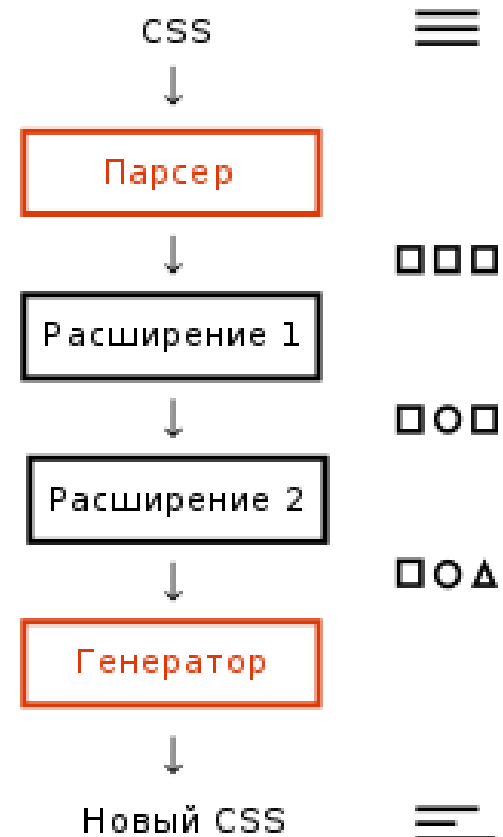 CSS
Парсер
Расширение 1
Расширение 2
Генератор
Новый CSS